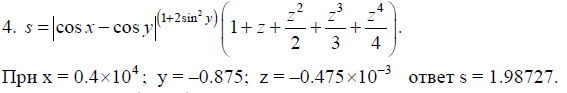 4. s = |cos x − cos y|^(1+2sin² y) (1 + z + z²/2 + z³/3 + z⁴/4).
При x = 0.4×10⁴; y = –0.875; z = –0.475×10⁻³ ответ s = 1.98727.